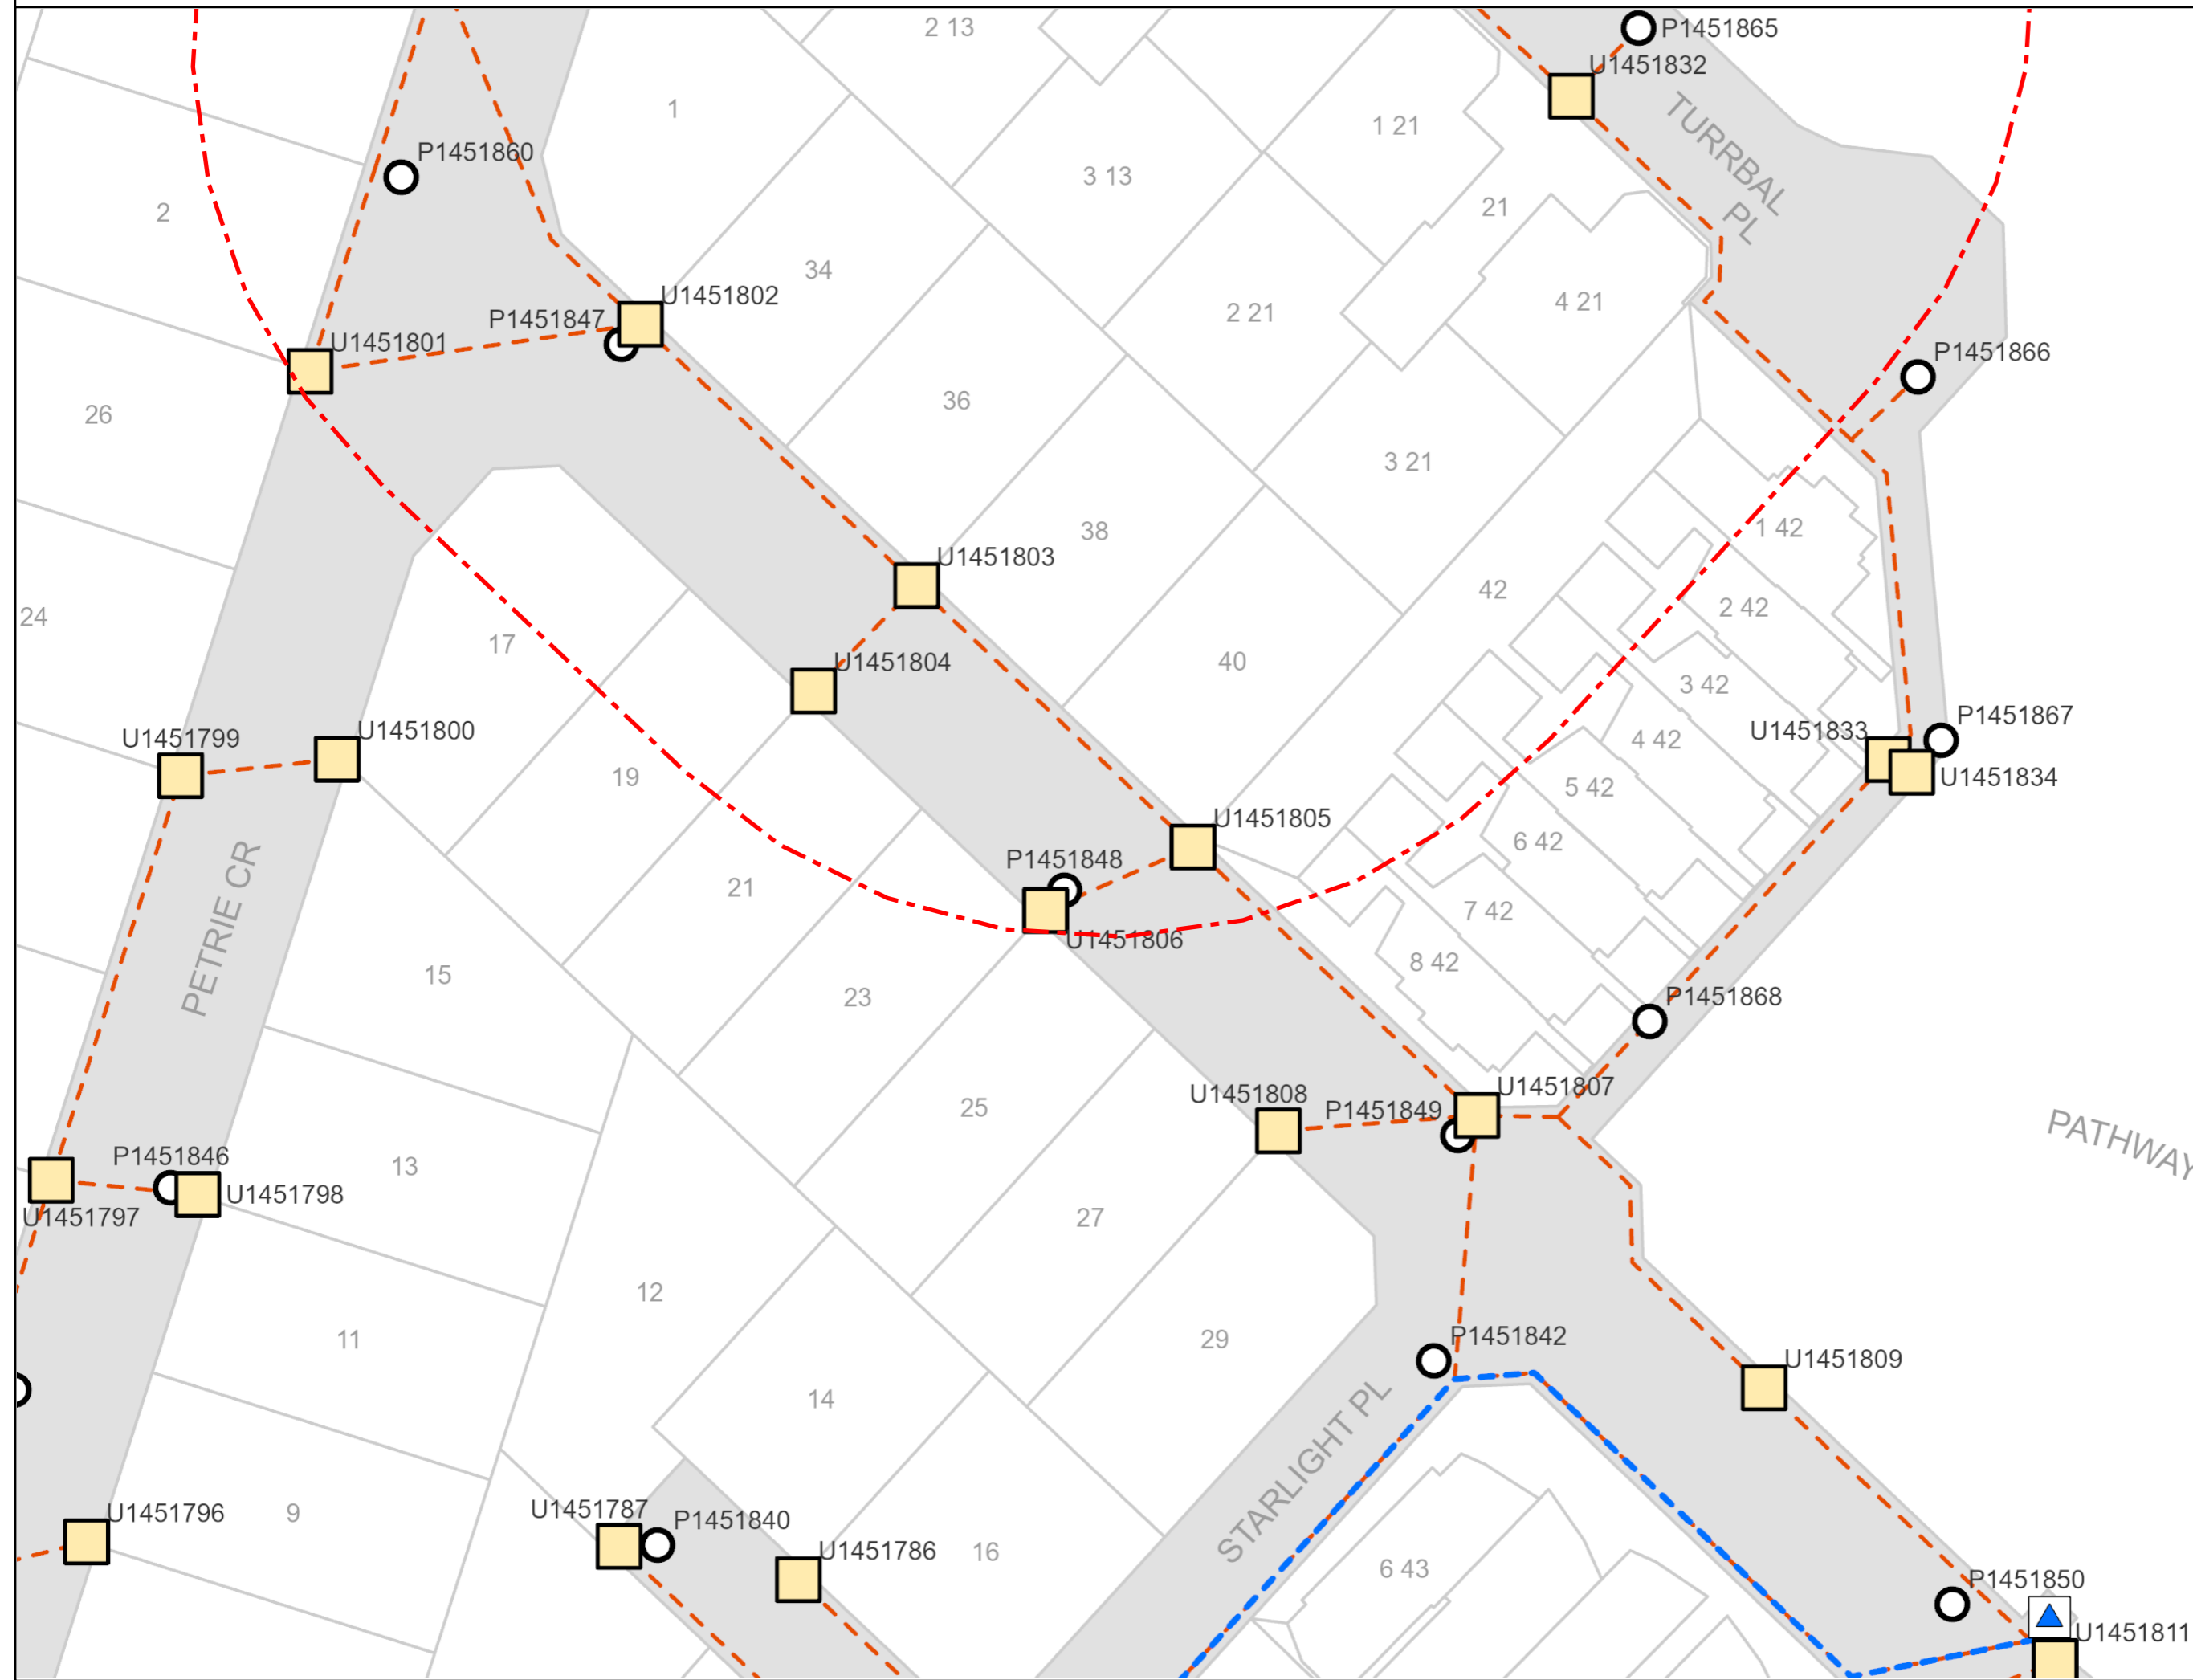 2 13
P1451865
U1451832
1
1 21
TURRBAL
PL
P1451860
3 13
2
21
34
U1451802
P1451847
2 21
4 21
U1451801
P1451866
26
36
3 21
38
1 42
U1451803
42
2 42
24
17
U1451804
40
3 42
P1451867
U1451799
U1451800
U1451833
4 42
U1451834
19
5 42
U1451805
6 42
P1451848
21
7 42
U1451806
PETRIE CR
8 42
15
23
P1451868
25
U1451808
P1451849
U1451807
PATHWAY
P1451846
13
U1451798
U1451797
27
12
11
29
P1451842
U1451809
14
STARLIGHT PL
U1451796
9
U1451787
P1451840
U1451786
16
6 43
P1451850
U1451811